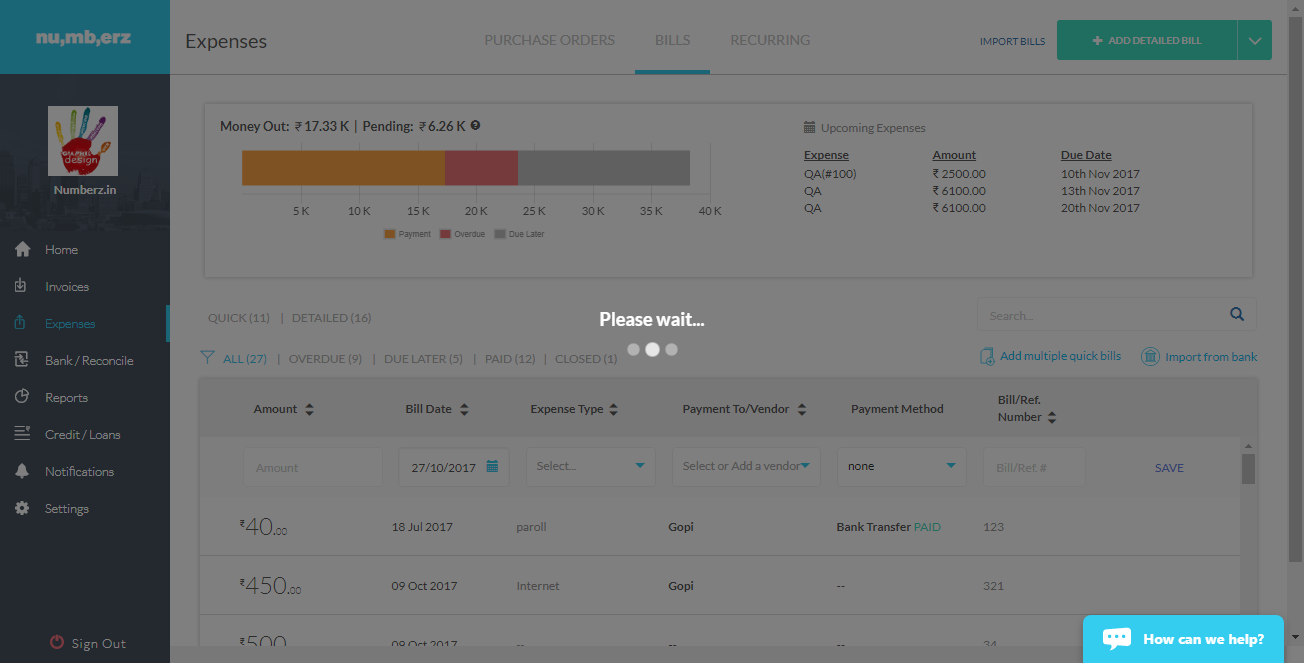 nu,mb,erz
Expenses
PURCHASE ORDERS
BILLS
RECURRING
IMPORT BILLS
ADD DETAILED BILL
GRAPHIC
design
Numberz.in
Home
Invoices
Expenses
Bank / Reconcile
Reports
Credit / Loans
Notifications
Settings
Sign Out
Money Out: ₹ 17.33 K | Pending: ₹ 6.26 K
5 K 10 K 15 K 20 K 25 K 30 K 35 K 40 K
Payment Overdue Due Later
Upcoming Expenses
Expense Amount Due Date
QA(#100) ₹ 2500.00 10th Nov 2017
QA ₹ 6100.00 13th Nov 2017
QA ₹ 6100.00 20th Nov 2017
QUICK (11) | DETAILED (16)
Please wait...
Search...
ALL (27) | OVERDUE (9) | DUE LATER (5) | PAID (12) | CLOSED (1)
Add multiple quick bills
Import from bank
Amount Bill Date Expense Type Payment To/Vendor Payment Method Bill/Ref.
Number
Amount 27/10/2017 Select... Select or Add a vendor none Bill/Ref. # SAVE
₹40.00 18 Jul 2017 paroll Gopi Bank Transfer PAID 123
₹450.00 09 Oct 2017 Internet Gopi -- 321
₹500 09 Oct 2017 -- -- 34
How can we help?